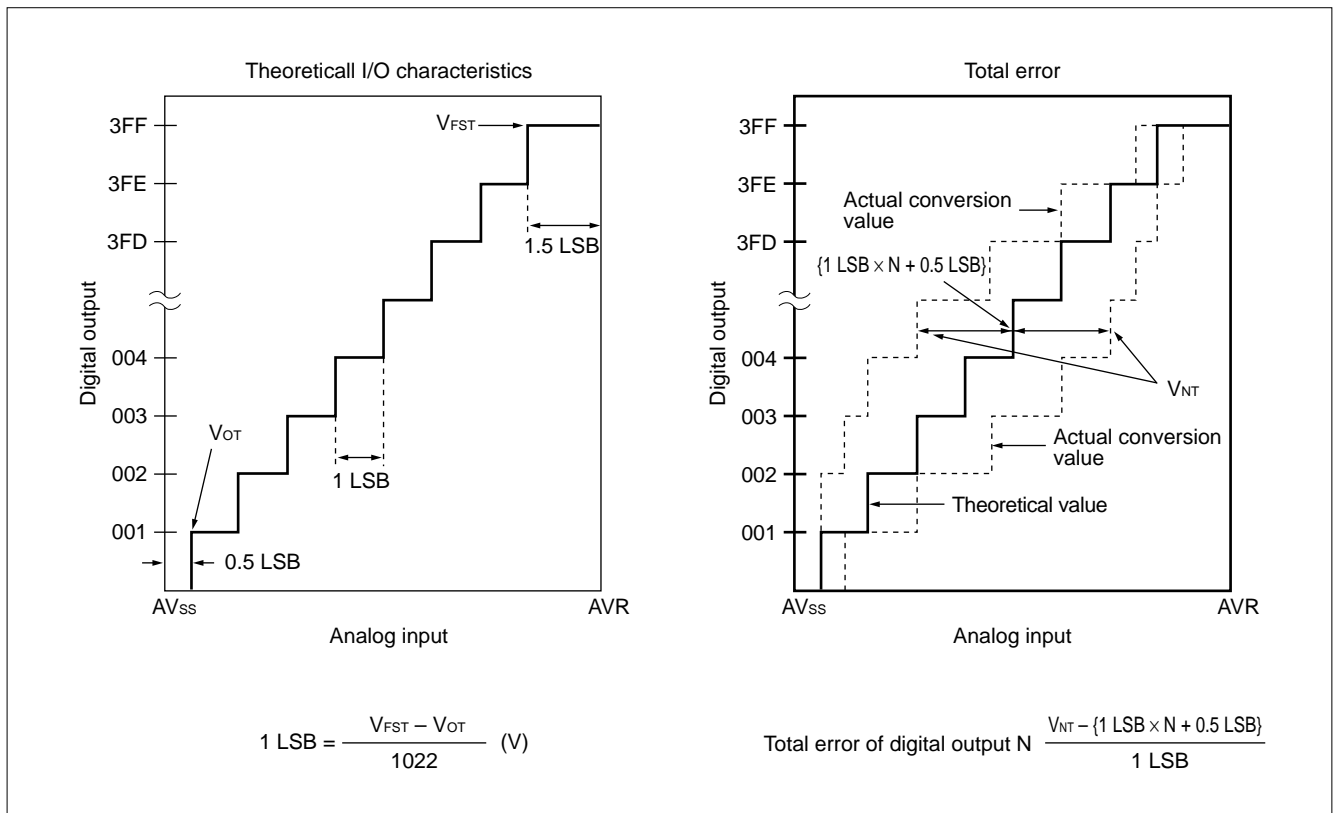 Theoreticall I/O characteristics
3FF
3FE
3FD
004
003
002
001
Digital output
VFST
1.5 LSB
VOT
1 LSB
0.5 LSB
AVSS
AVR
Analog input
1 LSB = VFST – VOT / 1022 (V)
Total error
3FF
3FE
3FD
004
003
002
001
Digital output
Actual conversion
value
{1 LSB × N + 0.5 LSB}
VNT
Actual conversion
value
Theoretical value
AVSS
AVR
Analog input
Total error of digital output N VNT – {1 LSB × N + 0.5 LSB} / 1 LSB